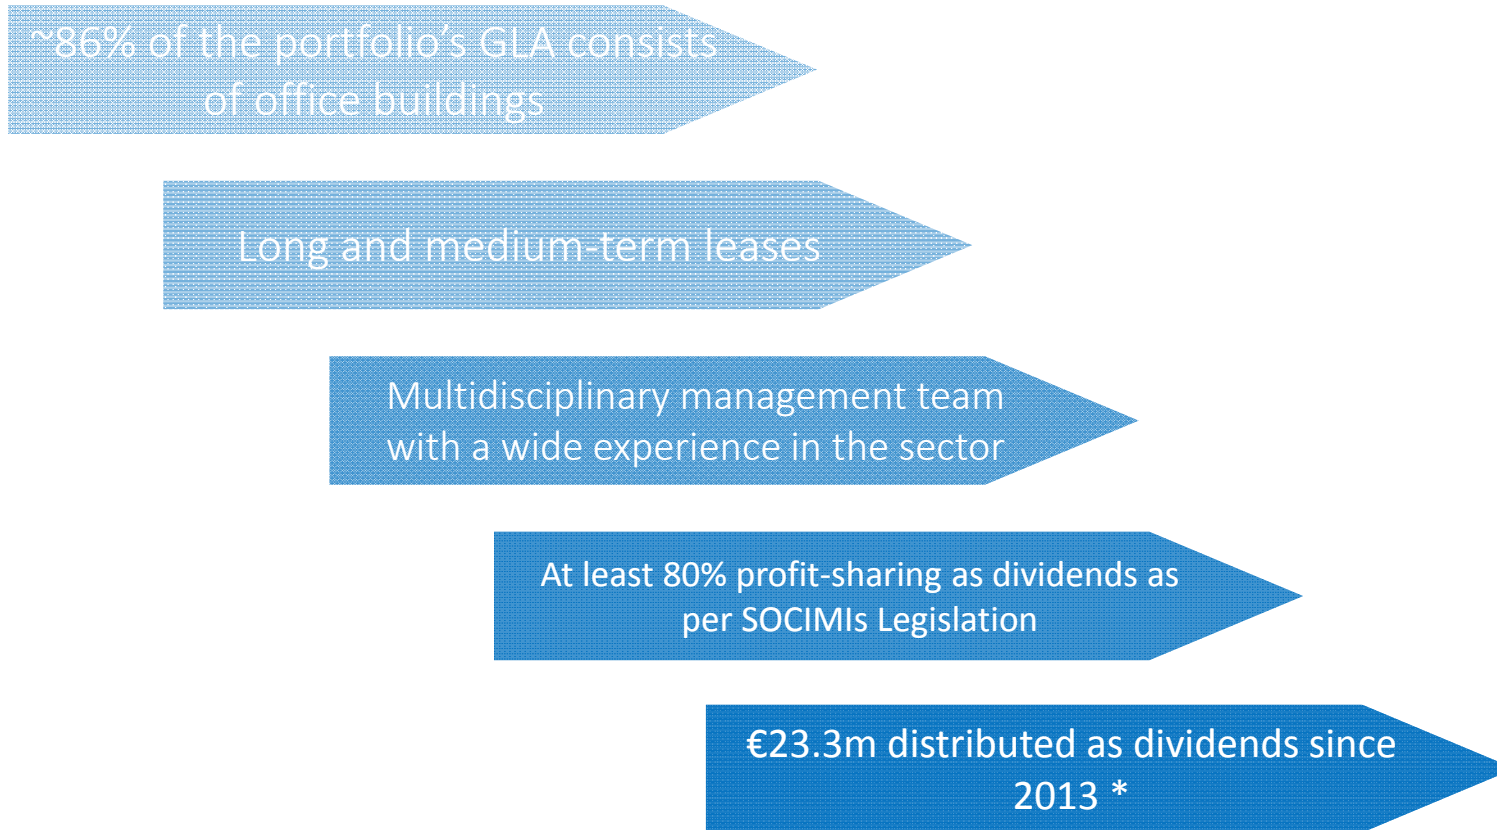 ~86% of the portfolio’s GLA consists
of office buildings
Long and medium-term leases
Multidisciplinary management team
with a wide experience in the sector
At least 80% profit-sharing as dividends as
per SOCIMIs Legislation
€23.3m distributed as dividends since
2013 *